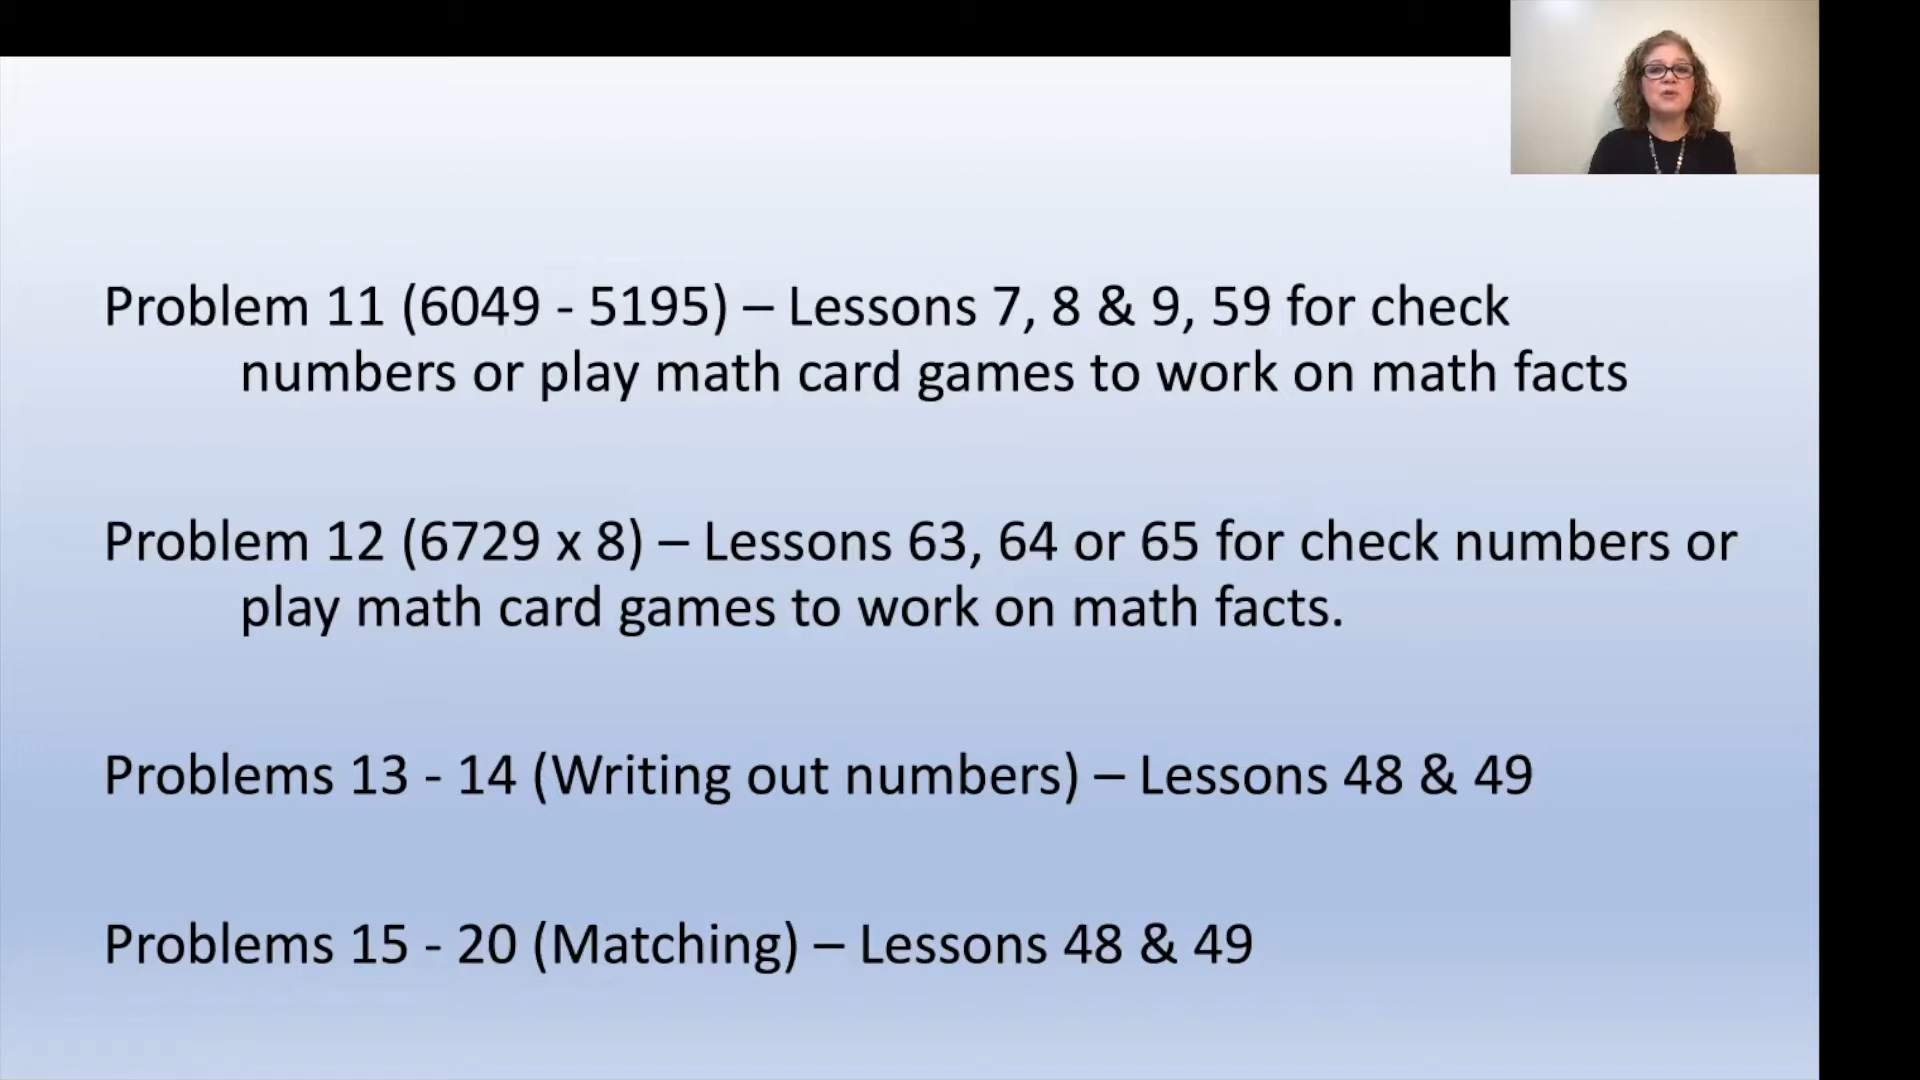 Problem 11 (6049 - 5195) – Lessons 7, 8 & 9, 59 for check
numbers or play math card games to work on math facts
Problem 12 (6729 x 8) – Lessons 63, 64 or 65 for check numbers or
play math card games to work on math facts.
Problems 13 - 14 (Writing out numbers) – Lessons 48 & 49
Problems 15 - 20 (Matching) – Lessons 48 & 49